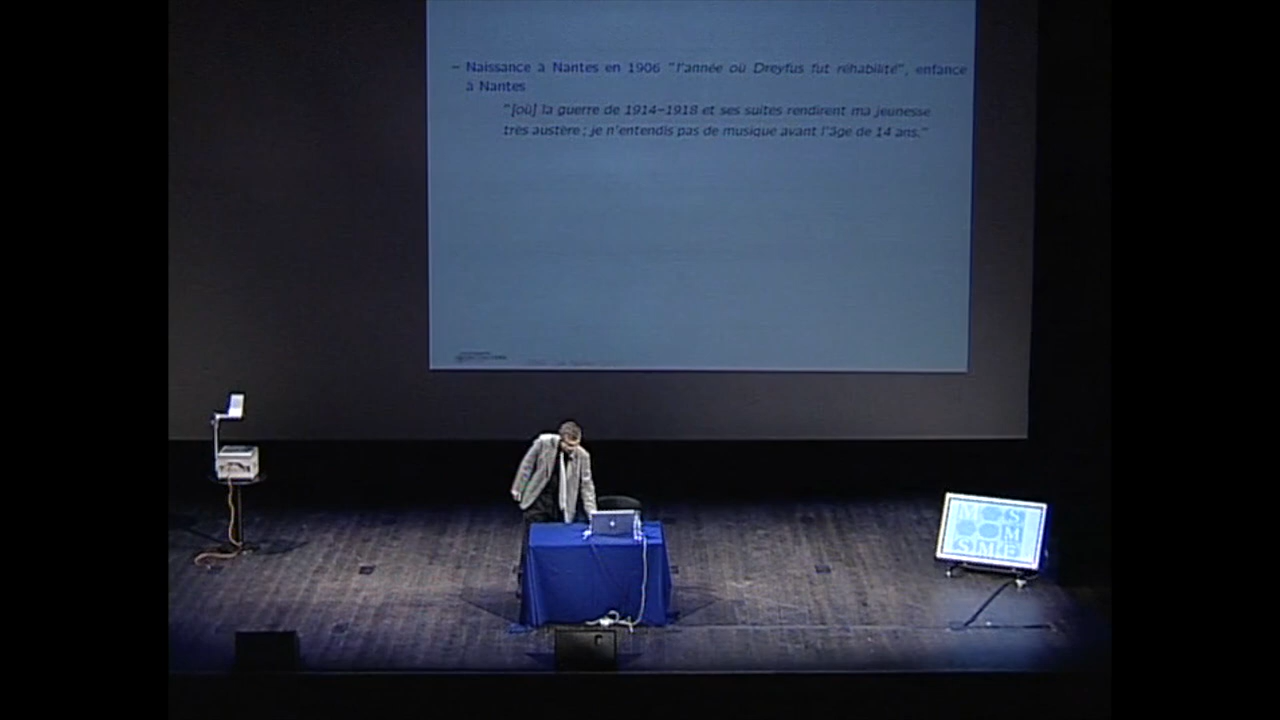 – Naissance à Nantes en 1906 "l'année où Dreyfus fut réhabilité", enfance
à Nantes
"[où] la guerre de 1914–1918 et ses suites rendirent ma jeunesse
très austère ; je n'entendis pas de musique avant l'âge de 14 ans."
M S
M
SME